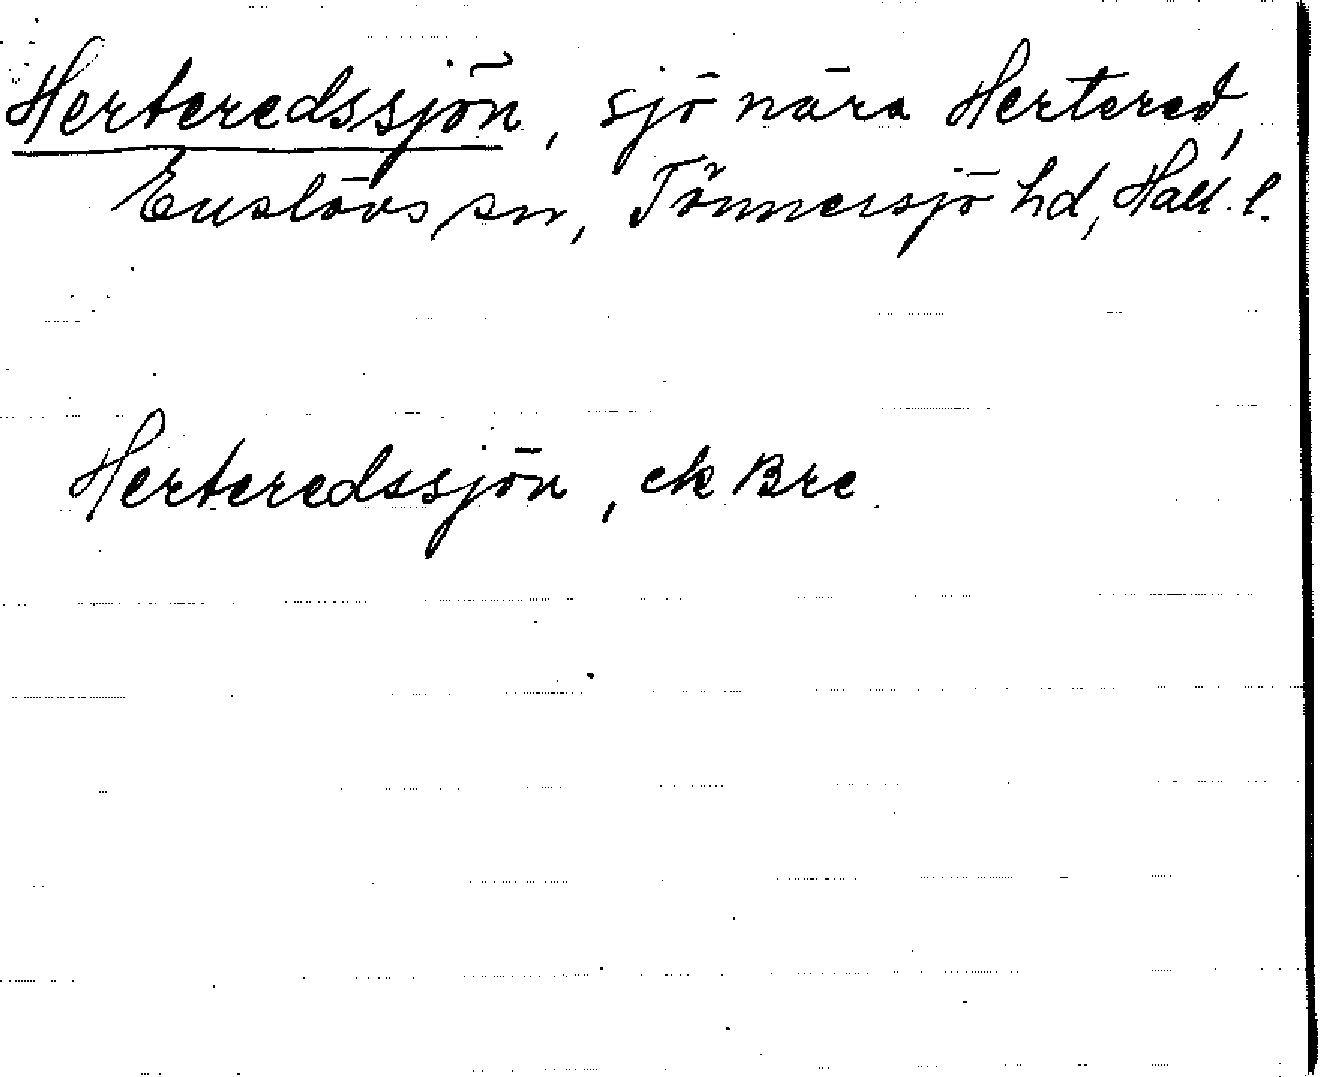 Herteredssjön, sjö nära Hertered,
Enslövs sn, Tönnersjö hd, Hall. l.
Herteredssjön, ek Bre